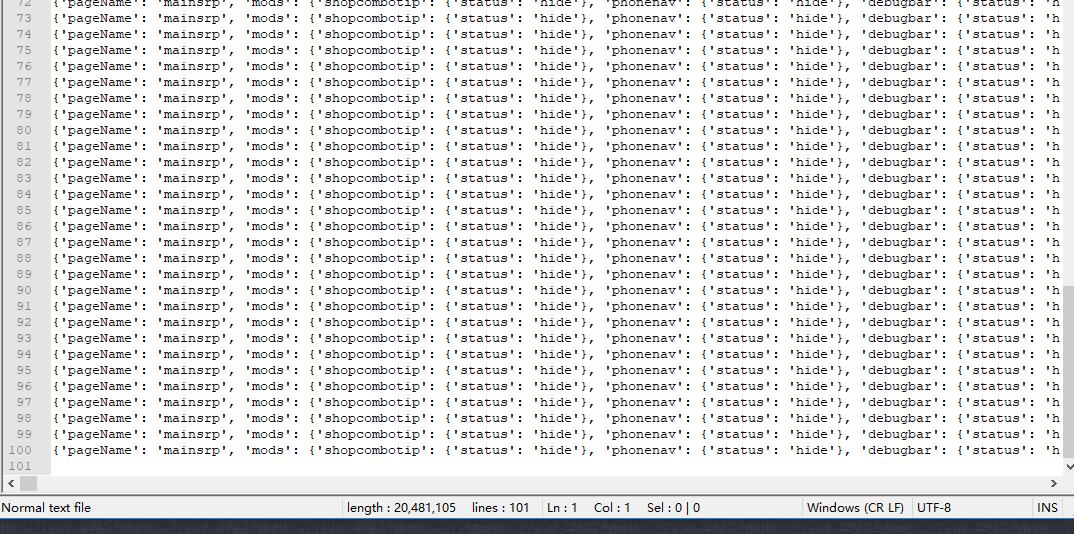 72 {'pageName': 'mainsrp', 'mods': {'shopcombotip': {'status': 'hide'}, 'phonenav': {'status': 'hide'}, 'debugbar': {'status': 'h
73 {'pageName': 'mainsrp', 'mods': {'shopcombotip': {'status': 'hide'}, 'phonenav': {'status': 'hide'}, 'debugbar': {'status': 'h
74 {'pageName': 'mainsrp', 'mods': {'shopcombotip': {'status': 'hide'}, 'phonenav': {'status': 'hide'}, 'debugbar': {'status': 'h
75 {'pageName': 'mainsrp', 'mods': {'shopcombotip': {'status': 'hide'}, 'phonenav': {'status': 'hide'}, 'debugbar': {'status': 'h
76 {'pageName': 'mainsrp', 'mods': {'shopcombotip': {'status': 'hide'}, 'phonenav': {'status': 'hide'}, 'debugbar': {'status': 'h
77 {'pageName': 'mainsrp', 'mods': {'shopcombotip': {'status': 'hide'}, 'phonenav': {'status': 'hide'}, 'debugbar': {'status': 'h
78 {'pageName': 'mainsrp', 'mods': {'shopcombotip': {'status': 'hide'}, 'phonenav': {'status': 'hide'}, 'debugbar': {'status': 'h
79 {'pageName': 'mainsrp', 'mods': {'shopcombotip': {'status': 'hide'}, 'phonenav': {'status': 'hide'}, 'debugbar': {'status': 'h
80 {'pageName': 'mainsrp', 'mods': {'shopcombotip': {'status': 'hide'}, 'phonenav': {'status': 'hide'}, 'debugbar': {'status': 'h
81 {'pageName': 'mainsrp', 'mods': {'shopcombotip': {'status': 'hide'}, 'phonenav': {'status': 'hide'}, 'debugbar': {'status': 'h
82 {'pageName': 'mainsrp', 'mods': {'shopcombotip': {'status': 'hide'}, 'phonenav': {'status': 'hide'}, 'debugbar': {'status': 'h
83 {'pageName': 'mainsrp', 'mods': {'shopcombotip': {'status': 'hide'}, 'phonenav': {'status': 'hide'}, 'debugbar': {'status': 'h
84 {'pageName': 'mainsrp', 'mods': {'shopcombotip': {'status': 'hide'}, 'phonenav': {'status': 'hide'}, 'debugbar': {'status': 'h
85 {'pageName': 'mainsrp', 'mods': {'shopcombotip': {'status': 'hide'}, 'phonenav': {'status': 'hide'}, 'debugbar': {'status': 'h
86 {'pageName': 'mainsrp', 'mods': {'shopcombotip': {'status': 'hide'}, 'phonenav': {'status': 'hide'}, 'debugbar': {'status': 'h
87 {'pageName': 'mainsrp', 'mods': {'shopcombotip': {'status': 'hide'}, 'phonenav': {'status': 'hide'}, 'debugbar': {'status': 'h
88 {'pageName': 'mainsrp', 'mods': {'shopcombotip': {'status': 'hide'}, 'phonenav': {'status': 'hide'}, 'debugbar': {'status': 'h
89 {'pageName': 'mainsrp', 'mods': {'shopcombotip': {'status': 'hide'}, 'phonenav': {'status': 'hide'}, 'debugbar': {'status': 'h
90 {'pageName': 'mainsrp', 'mods': {'shopcombotip': {'status': 'hide'}, 'phonenav': {'status': 'hide'}, 'debugbar': {'status': 'h
91 {'pageName': 'mainsrp', 'mods': {'shopcombotip': {'status': 'hide'}, 'phonenav': {'status': 'hide'}, 'debugbar': {'status': 'h
92 {'pageName': 'mainsrp', 'mods': {'shopcombotip': {'status': 'hide'}, 'phonenav': {'status': 'hide'}, 'debugbar': {'status': 'h
93 {'pageName': 'mainsrp', 'mods': {'shopcombotip': {'status': 'hide'}, 'phonenav': {'status': 'hide'}, 'debugbar': {'status': 'h
94 {'pageName': 'mainsrp', 'mods': {'shopcombotip': {'status': 'hide'}, 'phonenav': {'status': 'hide'}, 'debugbar': {'status': 'h
95 {'pageName': 'mainsrp', 'mods': {'shopcombotip': {'status': 'hide'}, 'phonenav': {'status': 'hide'}, 'debugbar': {'status': 'h
96 {'pageName': 'mainsrp', 'mods': {'shopcombotip': {'status': 'hide'}, 'phonenav': {'status': 'hide'}, 'debugbar': {'status': 'h
97 {'pageName': 'mainsrp', 'mods': {'shopcombotip': {'status': 'hide'}, 'phonenav': {'status': 'hide'}, 'debugbar': {'status': 'h
98 {'pageName': 'mainsrp', 'mods': {'shopcombotip': {'status': 'hide'}, 'phonenav': {'status': 'hide'}, 'debugbar': {'status': 'h
99 {'pageName': 'mainsrp', 'mods': {'shopcombotip': {'status': 'hide'}, 'phonenav': {'status': 'hide'}, 'debugbar': {'status': 'h
100 {'pageName': 'mainsrp', 'mods': {'shopcombotip': {'status': 'hide'}, 'phonenav': {'status': 'hide'}, 'debugbar': {'status': 'h
101
Normal text file length : 20,481,105 lines : 101 Ln : 1 Col : 1 Sel : 0 | 0 Windows (CR LF) UTF-8 INS